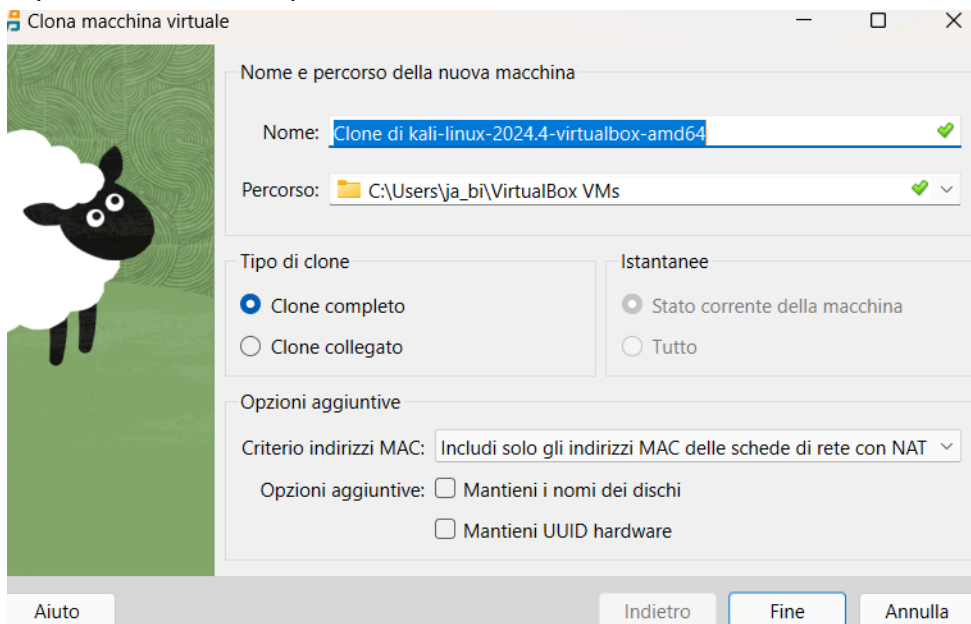 Clona macchina virtuale
Nome e percorso della nuova macchina
Nome: Clone di kali-linux-2024.4-virtualbox-amd64
Percorso: C:\Users\ja_bi\VirtualBox VMs
Tipo di clone
Clone completo
Clone collegato
Istantanee
Stato corrente della macchina
Tutto
Opzioni aggiuntive
Criterio indirizzi MAC: Includi solo gli indirizzi MAC delle schede di rete con NAT
Opzioni aggiuntive: Mantieni i nomi dei dischi
Mantieni UUID hardware
Aiuto Indietro Fine Annulla